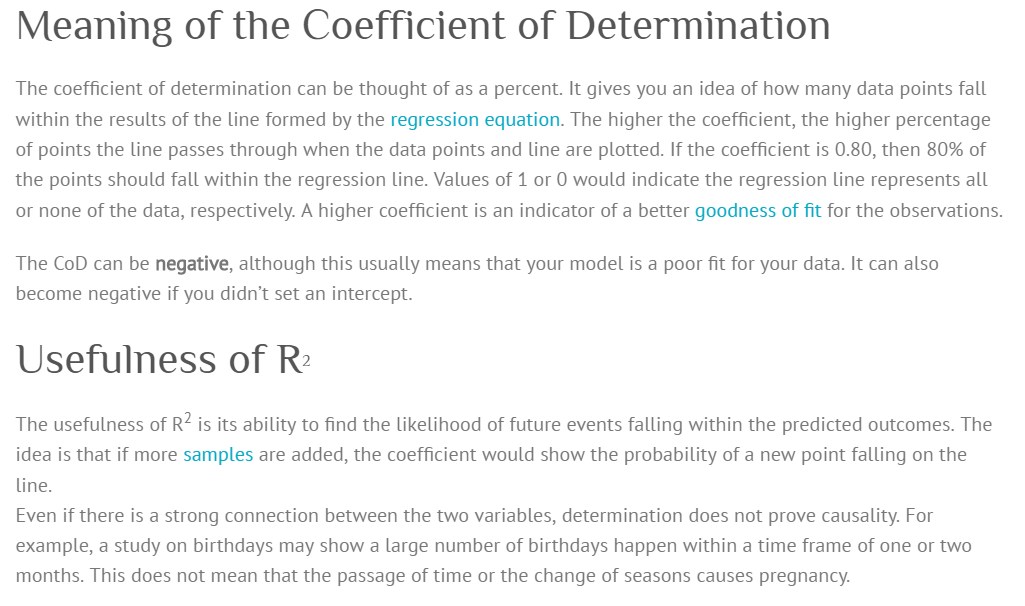 Meaning of the Coefficient of Determination
The coefficient of determination can be thought of as a percent. It gives you an idea of how many data points fall
within the results of the line formed by the regression equation. The higher the coefficient, the higher percentage
of points the line passes through when the data points and line are plotted. If the coefficient is 0.80, then 80% of
the points should fall within the regression line. Values of 1 or 0 would indicate the regression line represents all
or none of the data, respectively. A higher coefficient is an indicator of a better goodness of fit for the observations.
The CoD can be negative, although this usually means that your model is a poor fit for your data. It can also
become negative if you didn’t set an intercept.
Usefulness of R2
The usefulness of R2 is its ability to find the likelihood of future events falling within the predicted outcomes. The
idea is that if more samples are added, the coefficient would show the probability of a new point falling on the
line.
Even if there is a strong connection between the two variables, determination does not prove causality. For
example, a study on birthdays may show a large number of birthdays happen within a time frame of one or two
months. This does not mean that the passage of time or the change of seasons causes pregnancy.